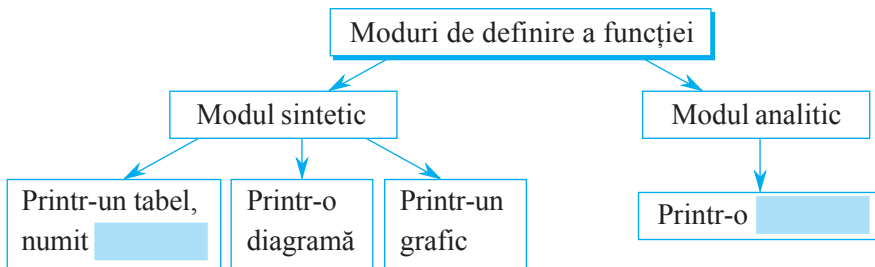 Moduri de definire a funcției
Modul sintetic
Modul analitic
Printr-un tabel,
numit
Printr-o
diagramă
Printr-un
grafic
Printr-o